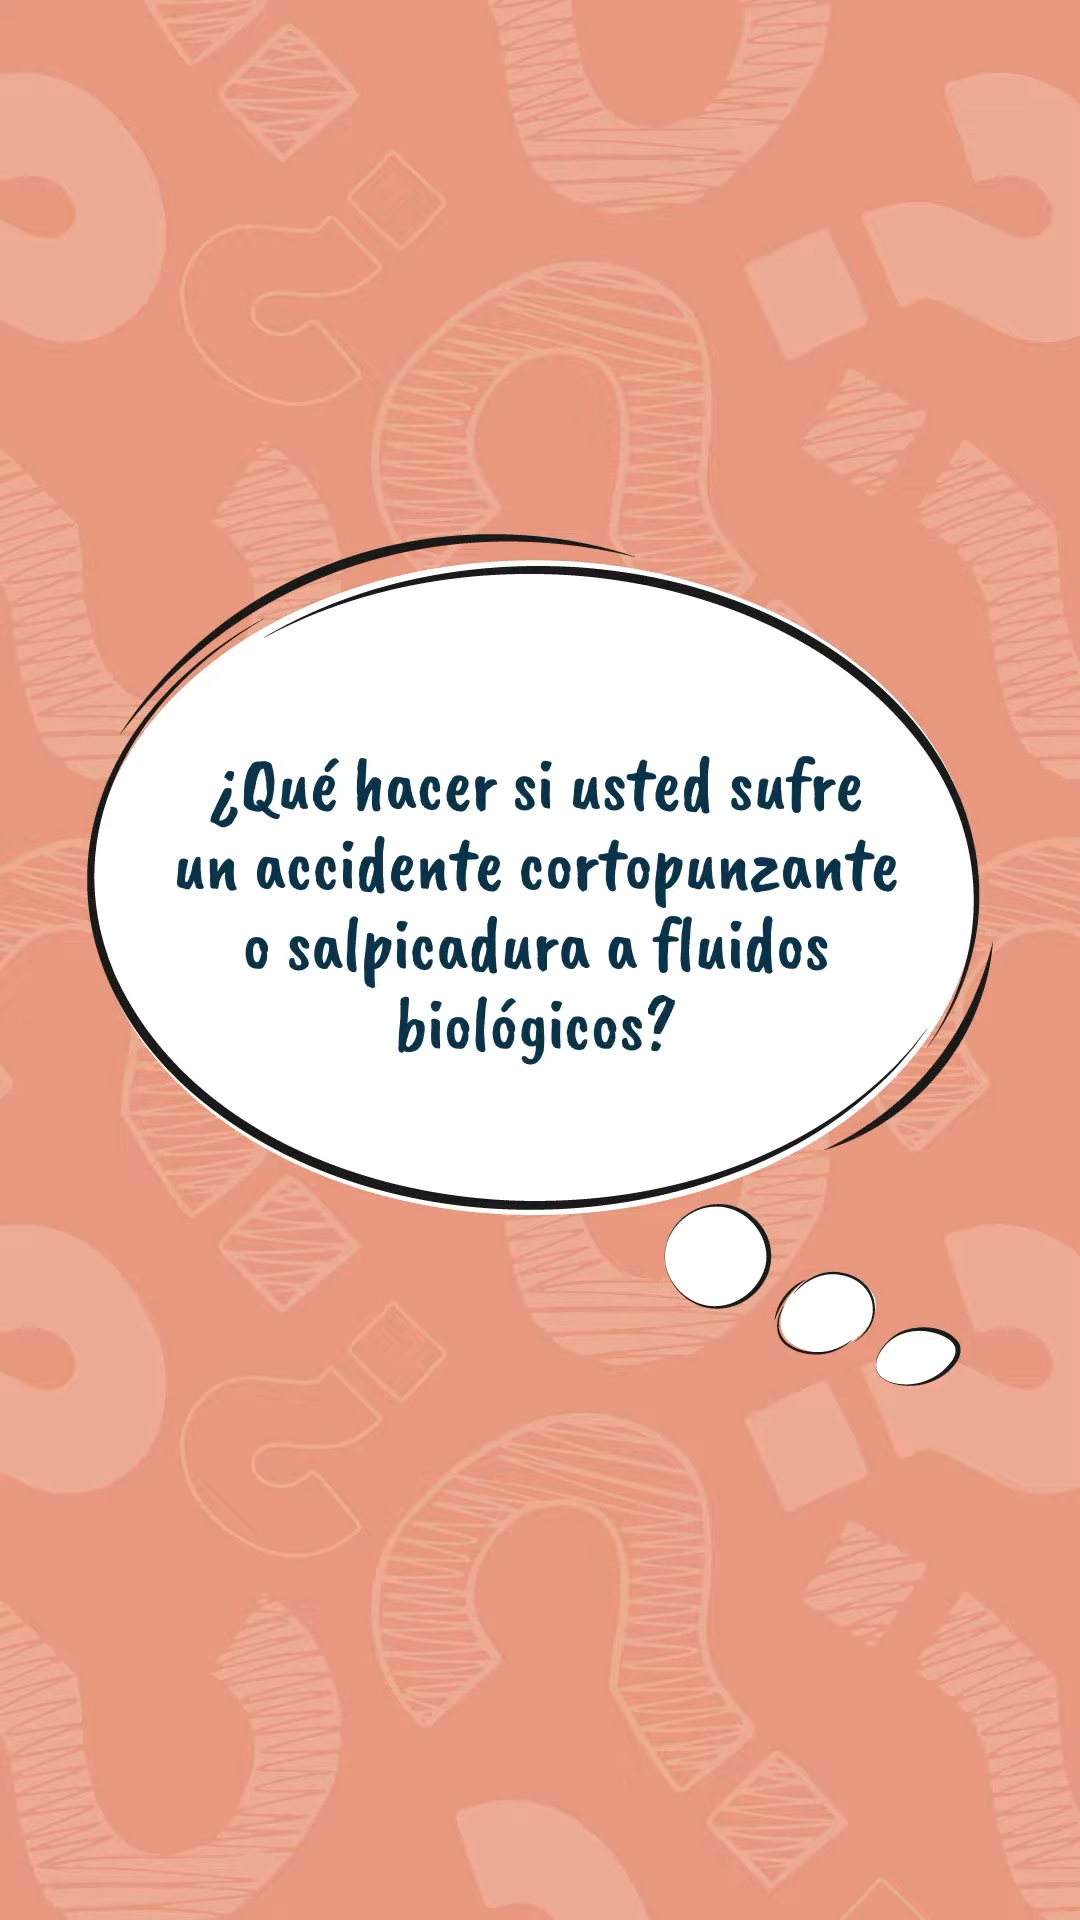 ¿Qué hacer si usted sufre
un accidente cortopunzante
o salpicadura a fluidos
biológicos?